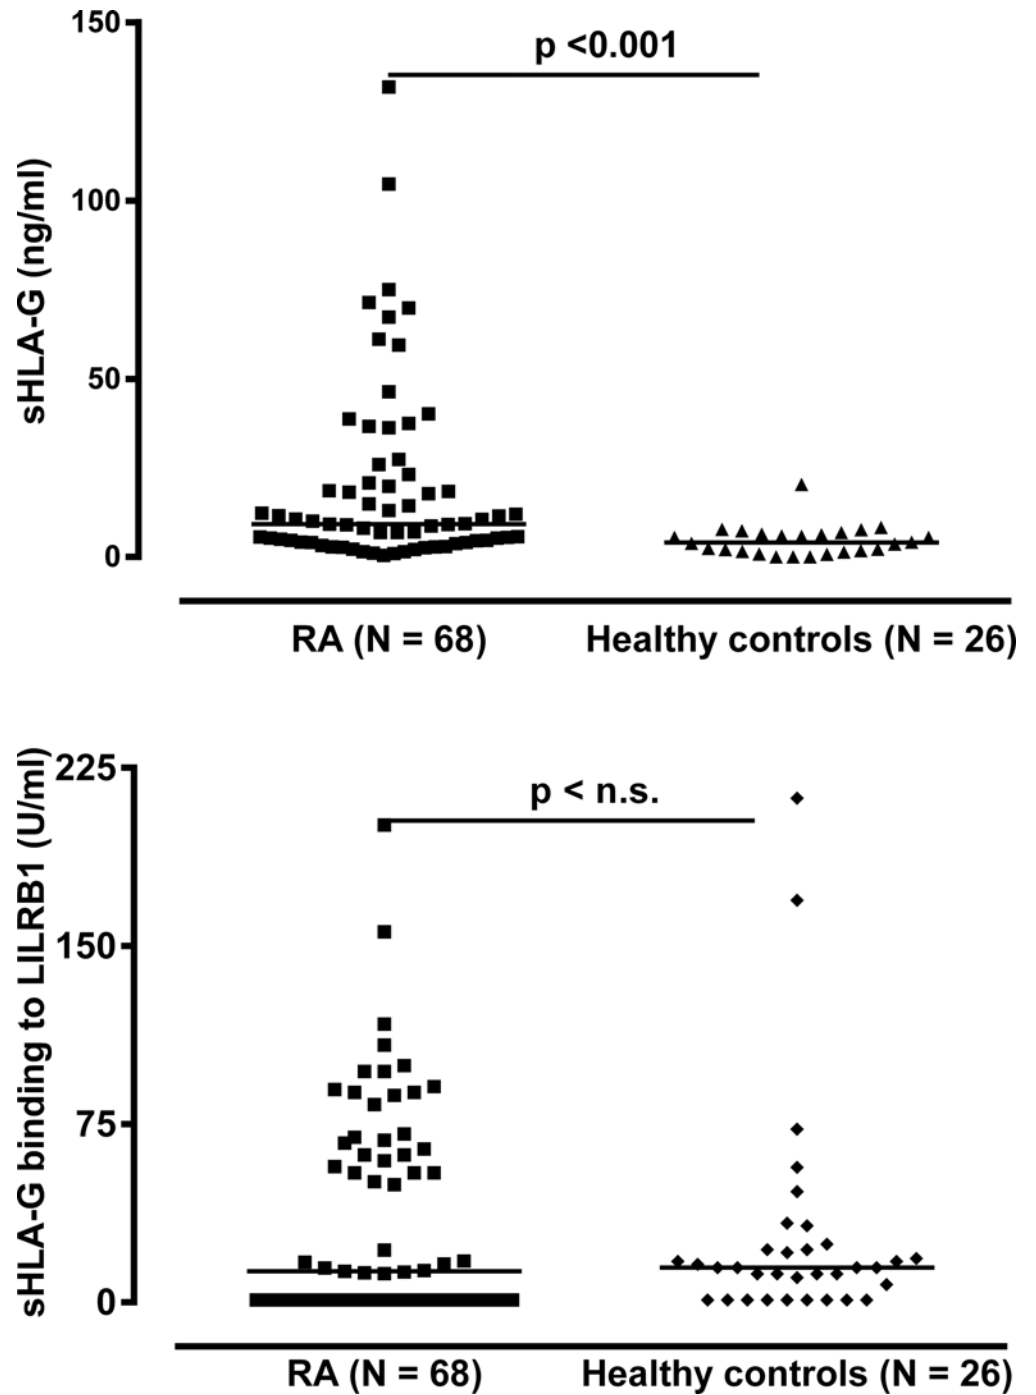 sHLA-G (ng/ml)
150
100
50
0
p <0.001
RA (N = 68)
Healthy controls (N = 26)
sHLA-G binding to LILRB1 (U/ml)
225
150
75
0
p < n.s.
RA (N = 68)
Healthy controls (N = 26)